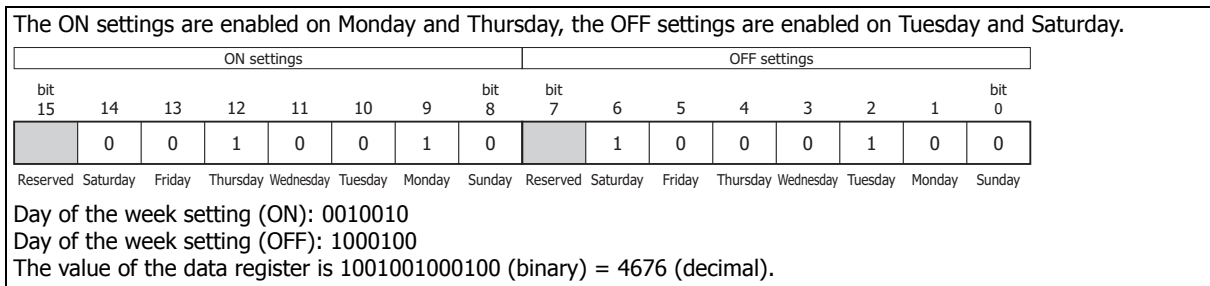 The ON settings are enabled on Monday and Thursday, the OFF settings are enabled on Tuesday and Saturday.
ON settings OFF settings
bit 15 14 13 12 11 10 9 bit 8 bit 7 6 5 4 3 2 1 bit 0
0 0 1 0 0 1 0 1 0 0 0 1 0 0
Reserved Saturday Friday Thursday Wednesday Tuesday Monday Sunday Reserved Saturday Friday Thursday Wednesday Tuesday Monday Sunday
Day of the week setting (ON): 0010010
Day of the week setting (OFF): 1000100
The value of the data register is 1001001000100 (binary) = 4676 (decimal).